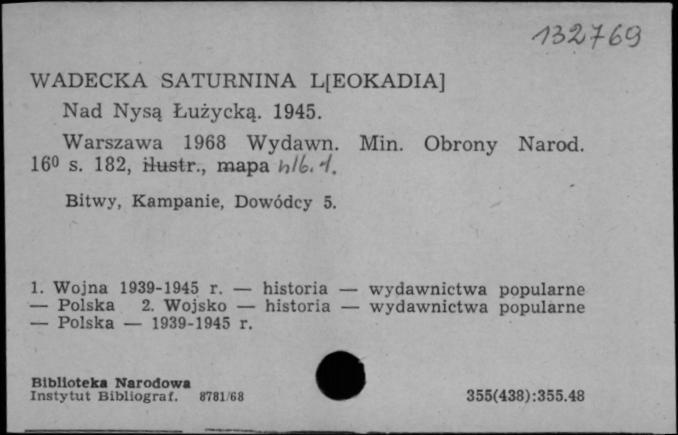 132769
WADECKA SATURNINA L[EOKADIA]
Nad Nysą Łużycką. 1945.
Warszawa 1968 Wydawn. Min. Obrony Narod.
16⁰ s. 182, ilustr., mapa nlb. 1.
Bitwy, Kampanie, Dowódcy 5.
1. Wojna 1939-1945 r. — historia — wydawnictwa popularne
— Polska 2. Wojsko — historia — wydawnictwa popularne
— Polska — 1939-1945 r.
Biblioteka Narodowa
Instytut Bibliograf. 8781/68
355(438):355.48